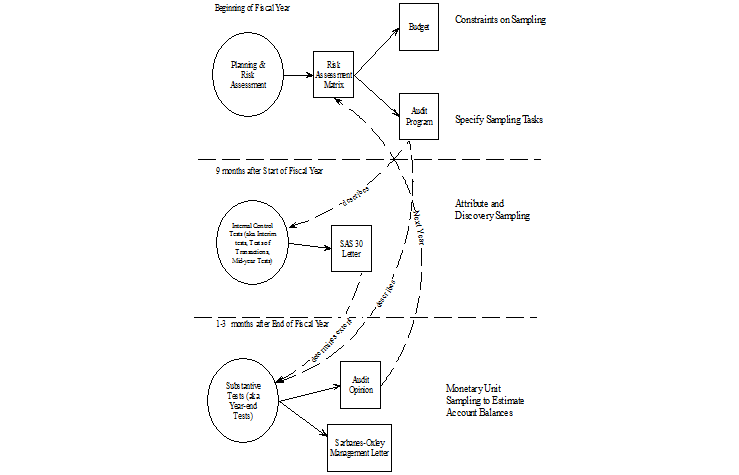 Beginning of Fiscal Year
Constraints on Sampling
Budget
Planning &
Risk
Assessment
Risk
Assessment
Matrix
Audit
Program
Specify Sampling Tasks
9 months after Start of Fiscal Year
describes
Attribute and
Discovery Sampling
Next Year
Internal Control
Tests (aka Interim
tests, Tests of
Transactions,
Mid-year Tests)
SAS 30
Letter
describes
1-3 months after End of Fiscal Year
determines extent
Substantive
Tests (aka
Year-end
Tests)
Audit
Opinion
Monetary Unit
Sampling to Estimate
Account Balances
Sarbanes-Oxley
Management Letter